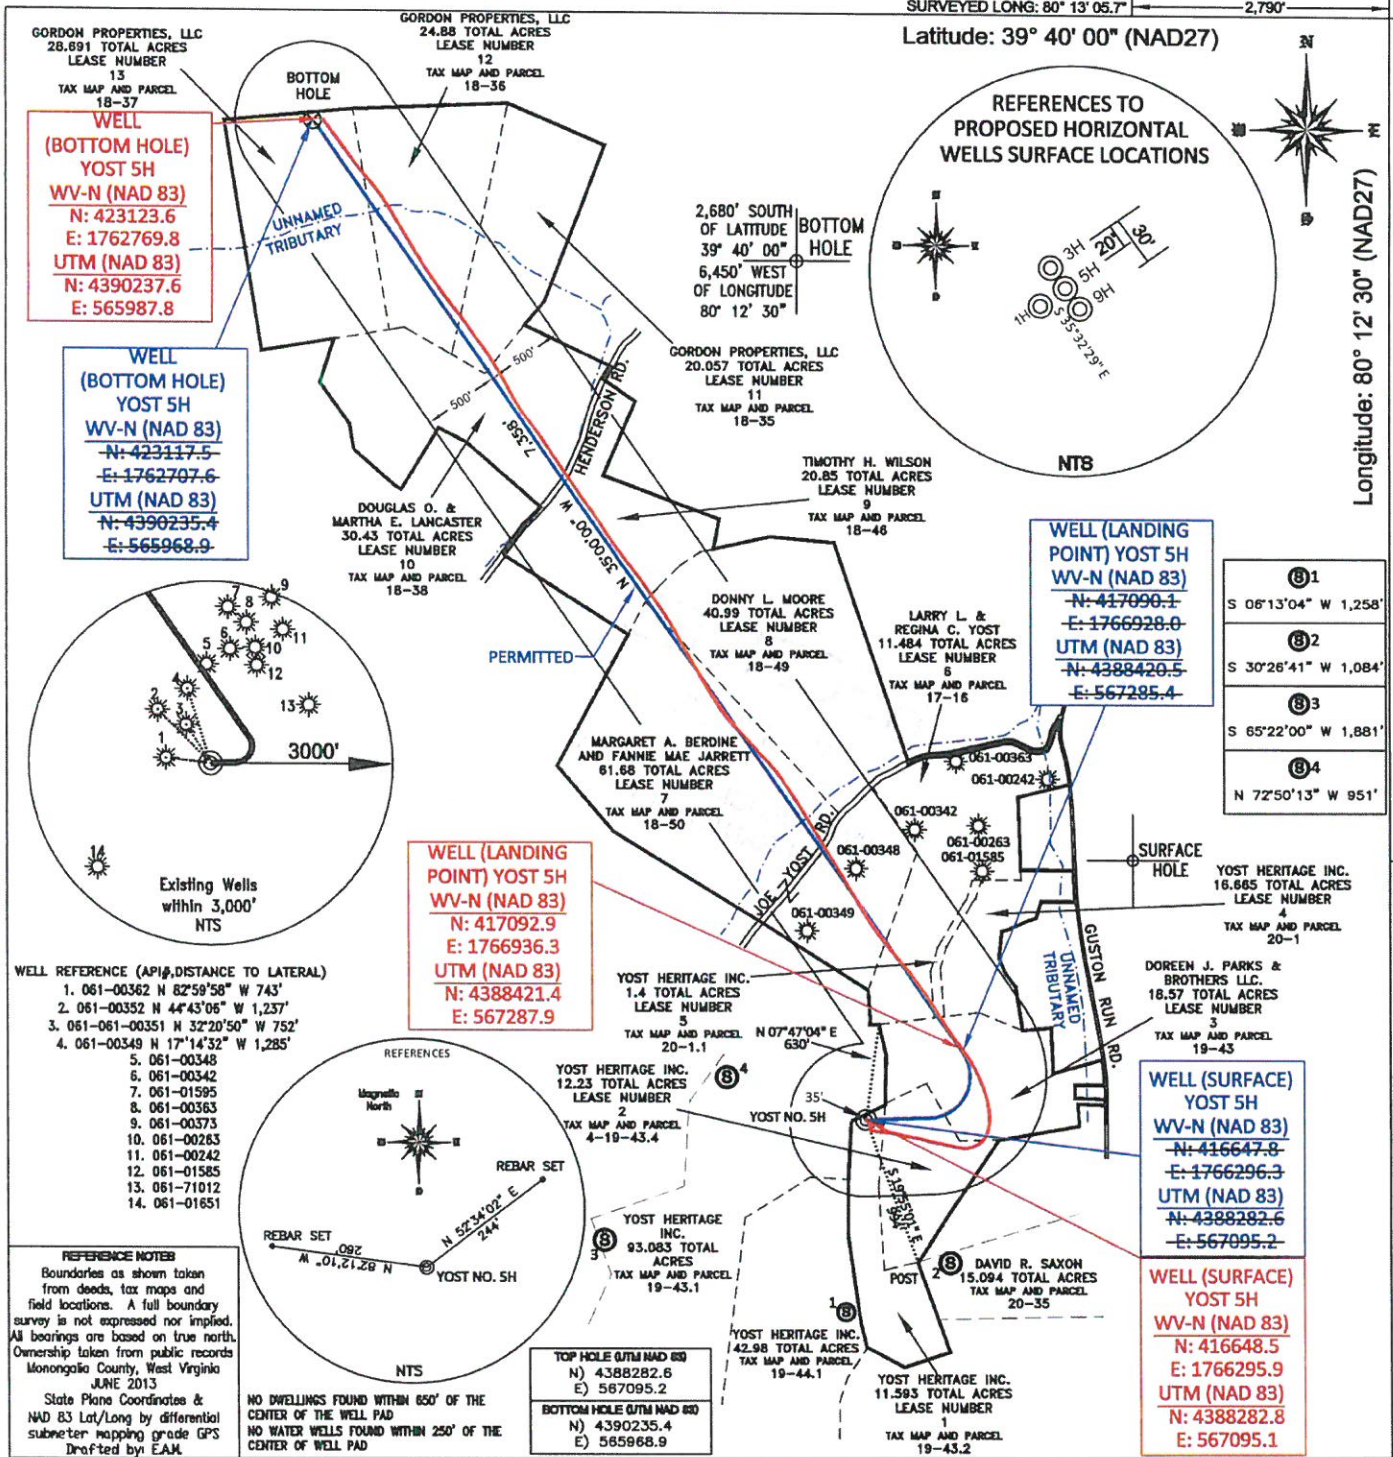 SURVEYED LONG: 80° 13' 05.7"
2,790'
Latitude: 39° 40' 00" (NAD27)
Longitude: 80° 12' 30" (NAD27)
N
E
S
GORDON PROPERTIES, LLC
28.691 TOTAL ACRES
LEASE NUMBER
13
TAX MAP AND PARCEL
18-37
GORDON PROPERTIES, LLC
24.88 TOTAL ACRES
LEASE NUMBER
12
TAX MAP AND PARCEL
18-36
BOTTOM
HOLE
WELL
(BOTTOM HOLE)
YOST 5H
WV-N (NAD 83)
N: 423123.6
E: 1762769.8
UTM (NAD 83)
N: 4390237.6
E: 565987.8
UNNAMED
TRIBUTARY
WELL
(BOTTOM HOLE)
YOST 5H
WV-N (NAD 83)
N: 423117.5
E: 1762707.6
UTM (NAD 83)
N: 4390235.4
E: 565968.9
2,680' SOUTH
OF LATITUDE
39° 40' 00"
6,450' WEST
OF LONGITUDE
80° 12' 30"
BOTTOM
HOLE
REFERENCES TO
PROPOSED HORIZONTAL
WELLS SURFACE LOCATIONS
3H
20'
30'
5H
9H
1H
S 35°32'29" E
NTS
GORDON PROPERTIES, LLC
20.057 TOTAL ACRES
LEASE NUMBER
11
TAX MAP AND PARCEL
18-35
500'
500'
7,358'
N 35°00'00" W
HENDERSON RD.
DOUGLAS O. &
MARTHA E. LANCASTER
30.43 TOTAL ACRES
LEASE NUMBER
10
TAX MAP AND PARCEL
18-38
TIMOTHY H. WILSON
20.85 TOTAL ACRES
LEASE NUMBER
9
TAX MAP AND PARCEL
18-46
PERMITTED
DONNY L. MOORE
40.99 TOTAL ACRES
LEASE NUMBER
8
TAX MAP AND PARCEL
18-49
LARRY L. &
REGINA C. YOST
11.484 TOTAL ACRES
LEASE NUMBER
6
TAX MAP AND PARCEL
17-16
WELL (LANDING
POINT) YOST 5H
WV-N (NAD 83)
N: 417090.1
E: 1766928.0
UTM (NAD 83)
N: 4388420.5
E: 567285.4
8 1
S 06°13'04" W 1,258'
8 2
S 30°26'41" W 1,084'
8 3
S 65°22'00" W 1,881'
8 4
N 72°50'13" W 951'
7
9
8
11
6
5
10
12
4
2
13
3
1
3000'
14
Existing Wells
within 3,000'
NTS
MARGARET A. BERDINE
AND FANNIE MAE JARRETT
61.68 TOTAL ACRES
LEASE NUMBER
7
TAX MAP AND PARCEL
18-50
061-00363
061-00242
061-00342
061-00263
061-01585
061-00348
061-00349
JOE YOST RD.
SURFACE
HOLE
WELL (LANDING
POINT) YOST 5H
WV-N (NAD 83)
N: 417092.9
E: 1766936.3
UTM (NAD 83)
N: 4388421.4
E: 567287.9
YOST HERITAGE INC.
16.665 TOTAL ACRES
LEASE NUMBER
4
TAX MAP AND PARCEL
20-1
GUSTON RUN RD.
UNNAMED
TRIBUTARY
WELL REFERENCE (API#,DISTANCE TO LATERAL)
1. 061-00362 N 82°59'58" W 743'
2. 061-00352 N 44°43'06" W 1,237'
3. 061-061-00351 N 32°20'50" W 752'
4. 061-00349 N 17°14'32" W 1,285'
5. 061-00348
6. 061-00342
7. 061-01595
8. 061-00363
9. 061-00373
10. 061-00263
11. 061-00242
12. 061-01585
13. 061-71012
14. 061-01651
YOST HERITAGE INC.
1.4 TOTAL ACRES
LEASE NUMBER
5
TAX MAP AND PARCEL
20-1.1
N 07°47'04" E
630'
DOREEN J. PARKS &
BROTHERS LLC.
18.57 TOTAL ACRES
LEASE NUMBER
3
TAX MAP AND PARCEL
19-43
YOST HERITAGE INC.
12.23 TOTAL ACRES
LEASE NUMBER
2
TAX MAP AND PARCEL
4-19-43.4
8 4
35'
YOST NO. 5H
WELL (SURFACE)
YOST 5H
WV-N (NAD 83)
N: 416647.8
E: 1766296.3
UTM (NAD 83)
N: 4388282.6
E: 567095.2
REFERENCES
Magnetic
North
REBAR SET
N 52°34'02" E
244'
REBAR SET
N 82°12'10" W
260'
YOST NO. 5H
NTS
S 19°55'01" E
POST
YOST HERITAGE
INC.
93.083 TOTAL
ACRES
TAX MAP AND PARCEL
19-43.1
8 3
8 2
DAVID R. SAXON
15.094 TOTAL ACRES
TAX MAP AND PARCEL
20-35
1 8
YOST HERITAGE INC.
42.98 TOTAL ACRES
TAX MAP AND PARCEL
19-44.1
YOST HERITAGE INC.
11.593 TOTAL ACRES
LEASE NUMBER
1
TAX MAP AND PARCEL
19-43.2
WELL (SURFACE)
YOST 5H
WV-N (NAD 83)
N: 416648.5
E: 1766295.9
UTM (NAD 83)
N: 4388282.8
E: 567095.1
REFERENCE NOTES
Boundaries as shown taken
from deeds, tax maps and
field locations. A full boundary
survey is not expressed nor implied.
All bearings are based on true north.
Ownership taken from public records
Monongalia County, West Virginia
JUNE 2013
State Plane Coordinates &
NAD 83 Lat/Long by differential
submeter mapping grade GPS
Drafted by: E.A.M.
NO DWELLINGS FOUND WITHIN 650' OF THE
CENTER OF THE WELL PAD
NO WATER WELLS FOUND WITHIN 250' OF THE
CENTER OF WELL PAD
TOP HOLE (UTM NAD 83)
N) 4388282.6
E) 567095.2
BOTTOM HOLE (UTM NAD 83)
N) 4390235.4
E) 565968.9